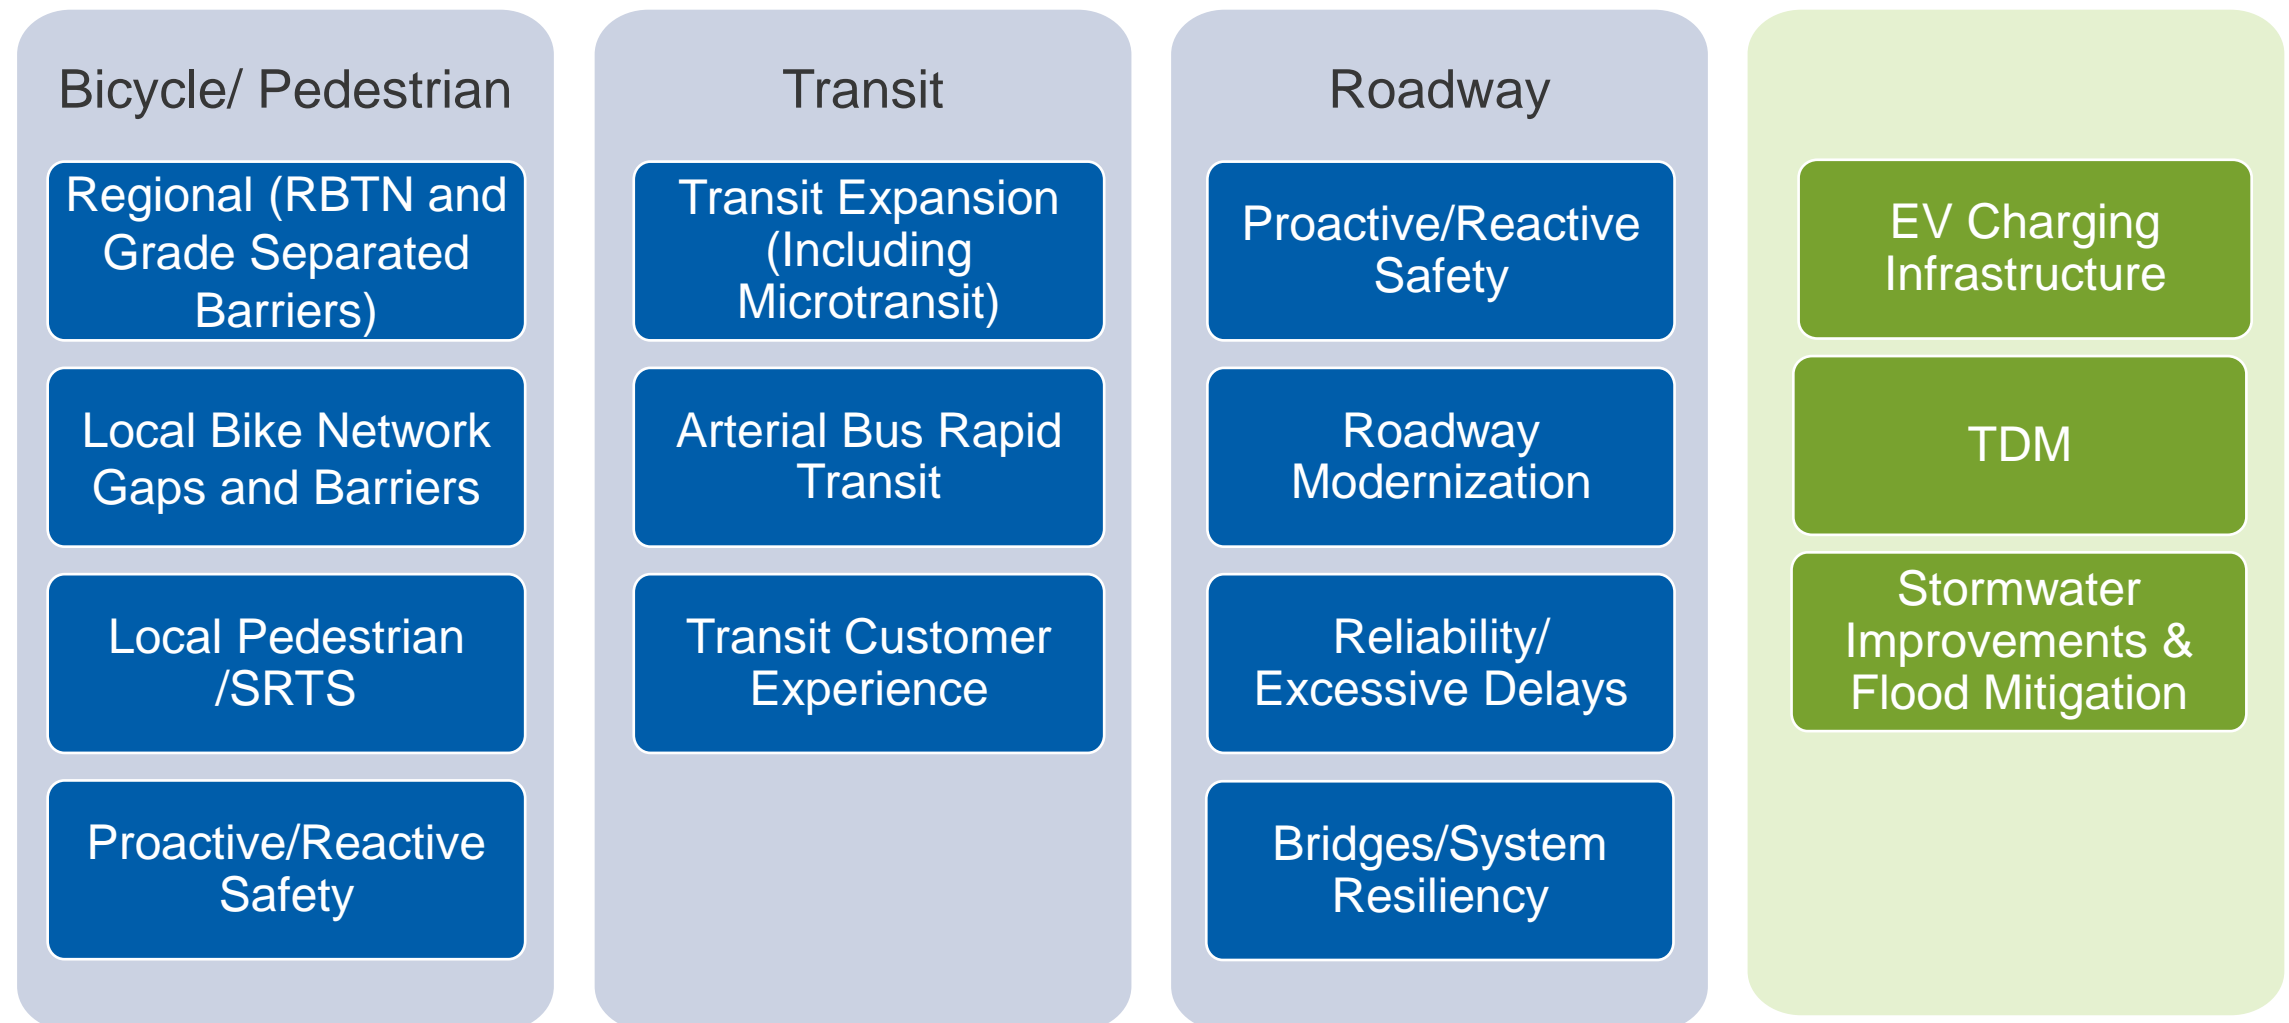 Bicycle/ Pedestrian
Regional (RBTN and
Grade Separated
Barriers)
Local Bike Network
Gaps and Barriers
Local Pedestrian
/SRTS
Proactive/Reactive
Safety
Transit
Transit Expansion
(Including
Microtransit)
Arterial Bus Rapid
Transit
Transit Customer
Experience
Roadway
Proactive/Reactive
Safety
Roadway
Modernization
Reliability/
Excessive Delays
Bridges/System
Resiliency
EV Charging
Infrastructure
TDM
Stormwater
Improvements &
Flood Mitigation